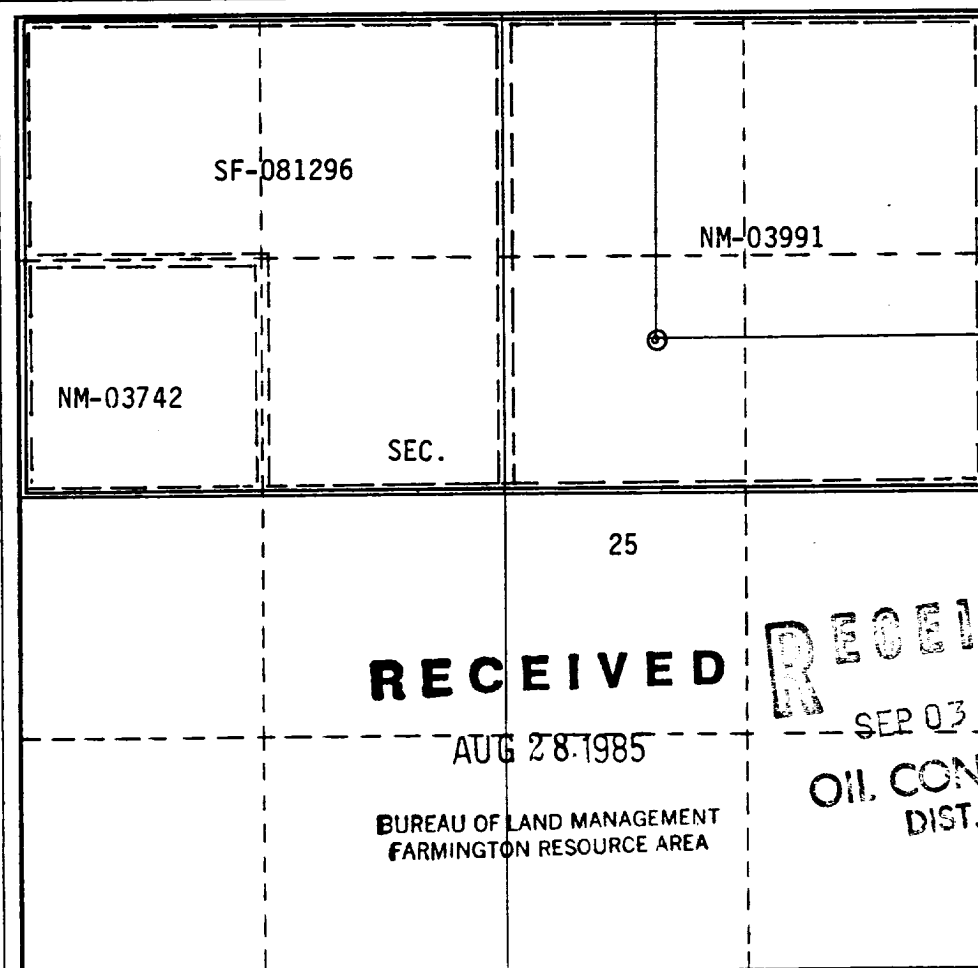 SF-081296
NM-03991
NM-03742
SEC.
25
RECEIVED
AUG 28 1985
BUREAU OF LAND MANAGEMENT
FARMINGTON RESOURCE AREA
RECEI
SEP 03
OIL CON
DIST.